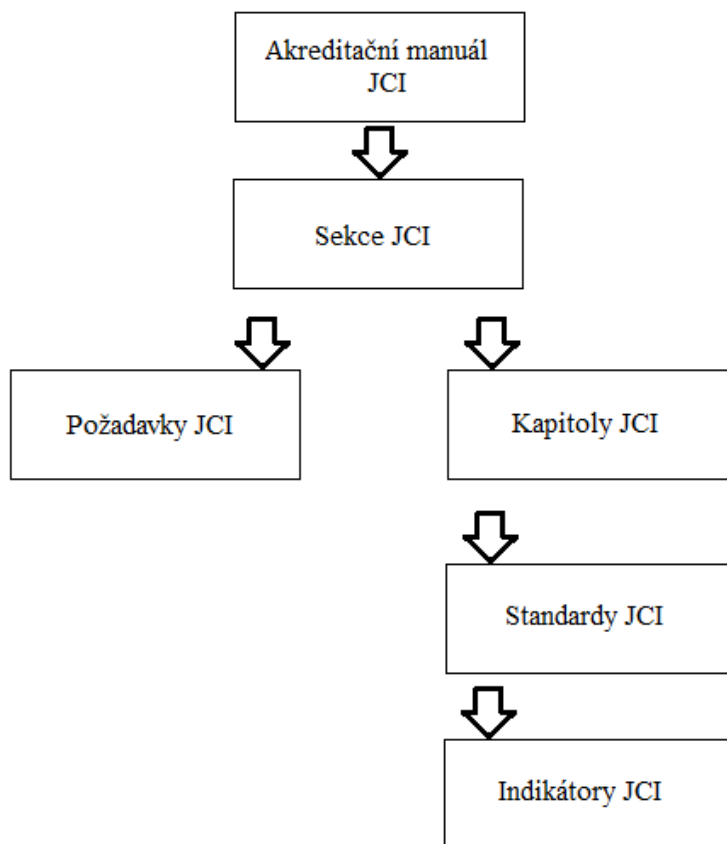 Akreditační manuál
JCI
Sekce JCI
Požadavky JCI
Kapitoly JCI
Standardy JCI
Indikátory JCI